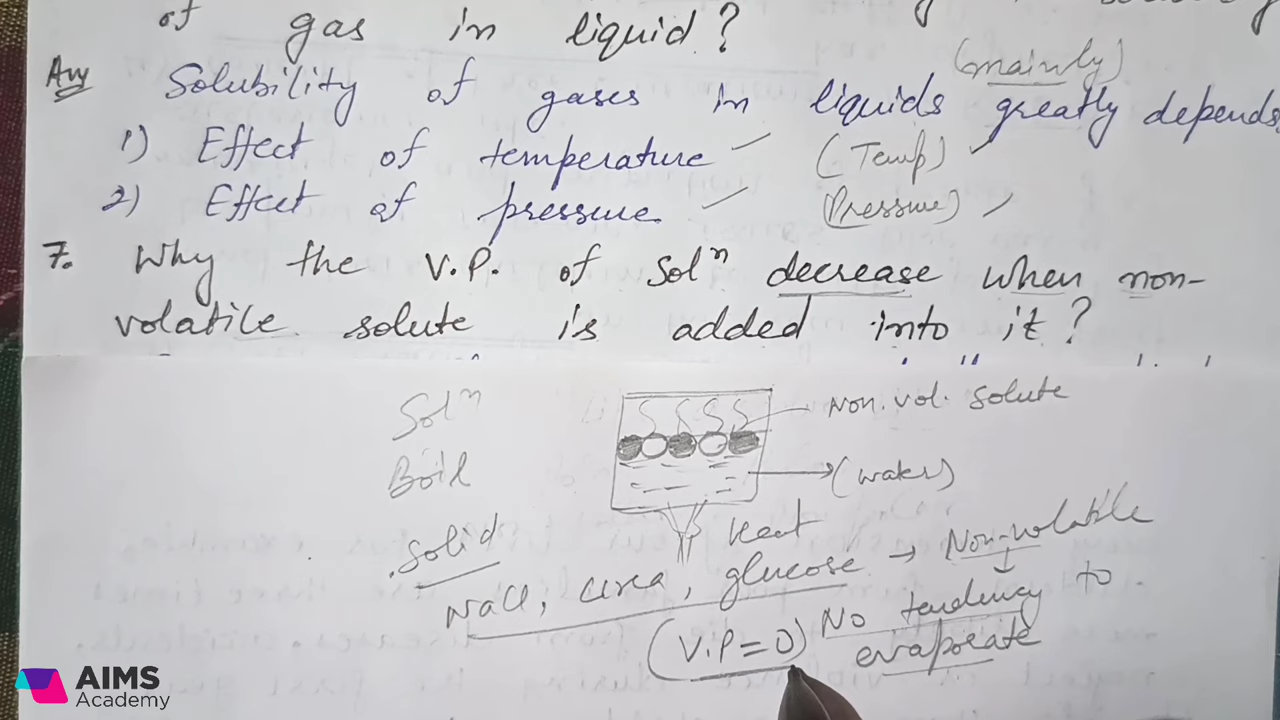 of gas in liquid?
(mainly)
Ans Solubility of gases in liquids greatly depends
1) Effect of temperature (Temp)
2) Effect of pressure. (Pressure)
7. Why the V.P. of Solⁿ decrease when non-
volatile solute is added into it?
Solⁿ
Non.vol. solute
Boil
(water)
Heat
solid
NaCl, urea, glucose → Non-volatile
No tendency to
(V.P = 0)
evaporate
AIMS
Academy